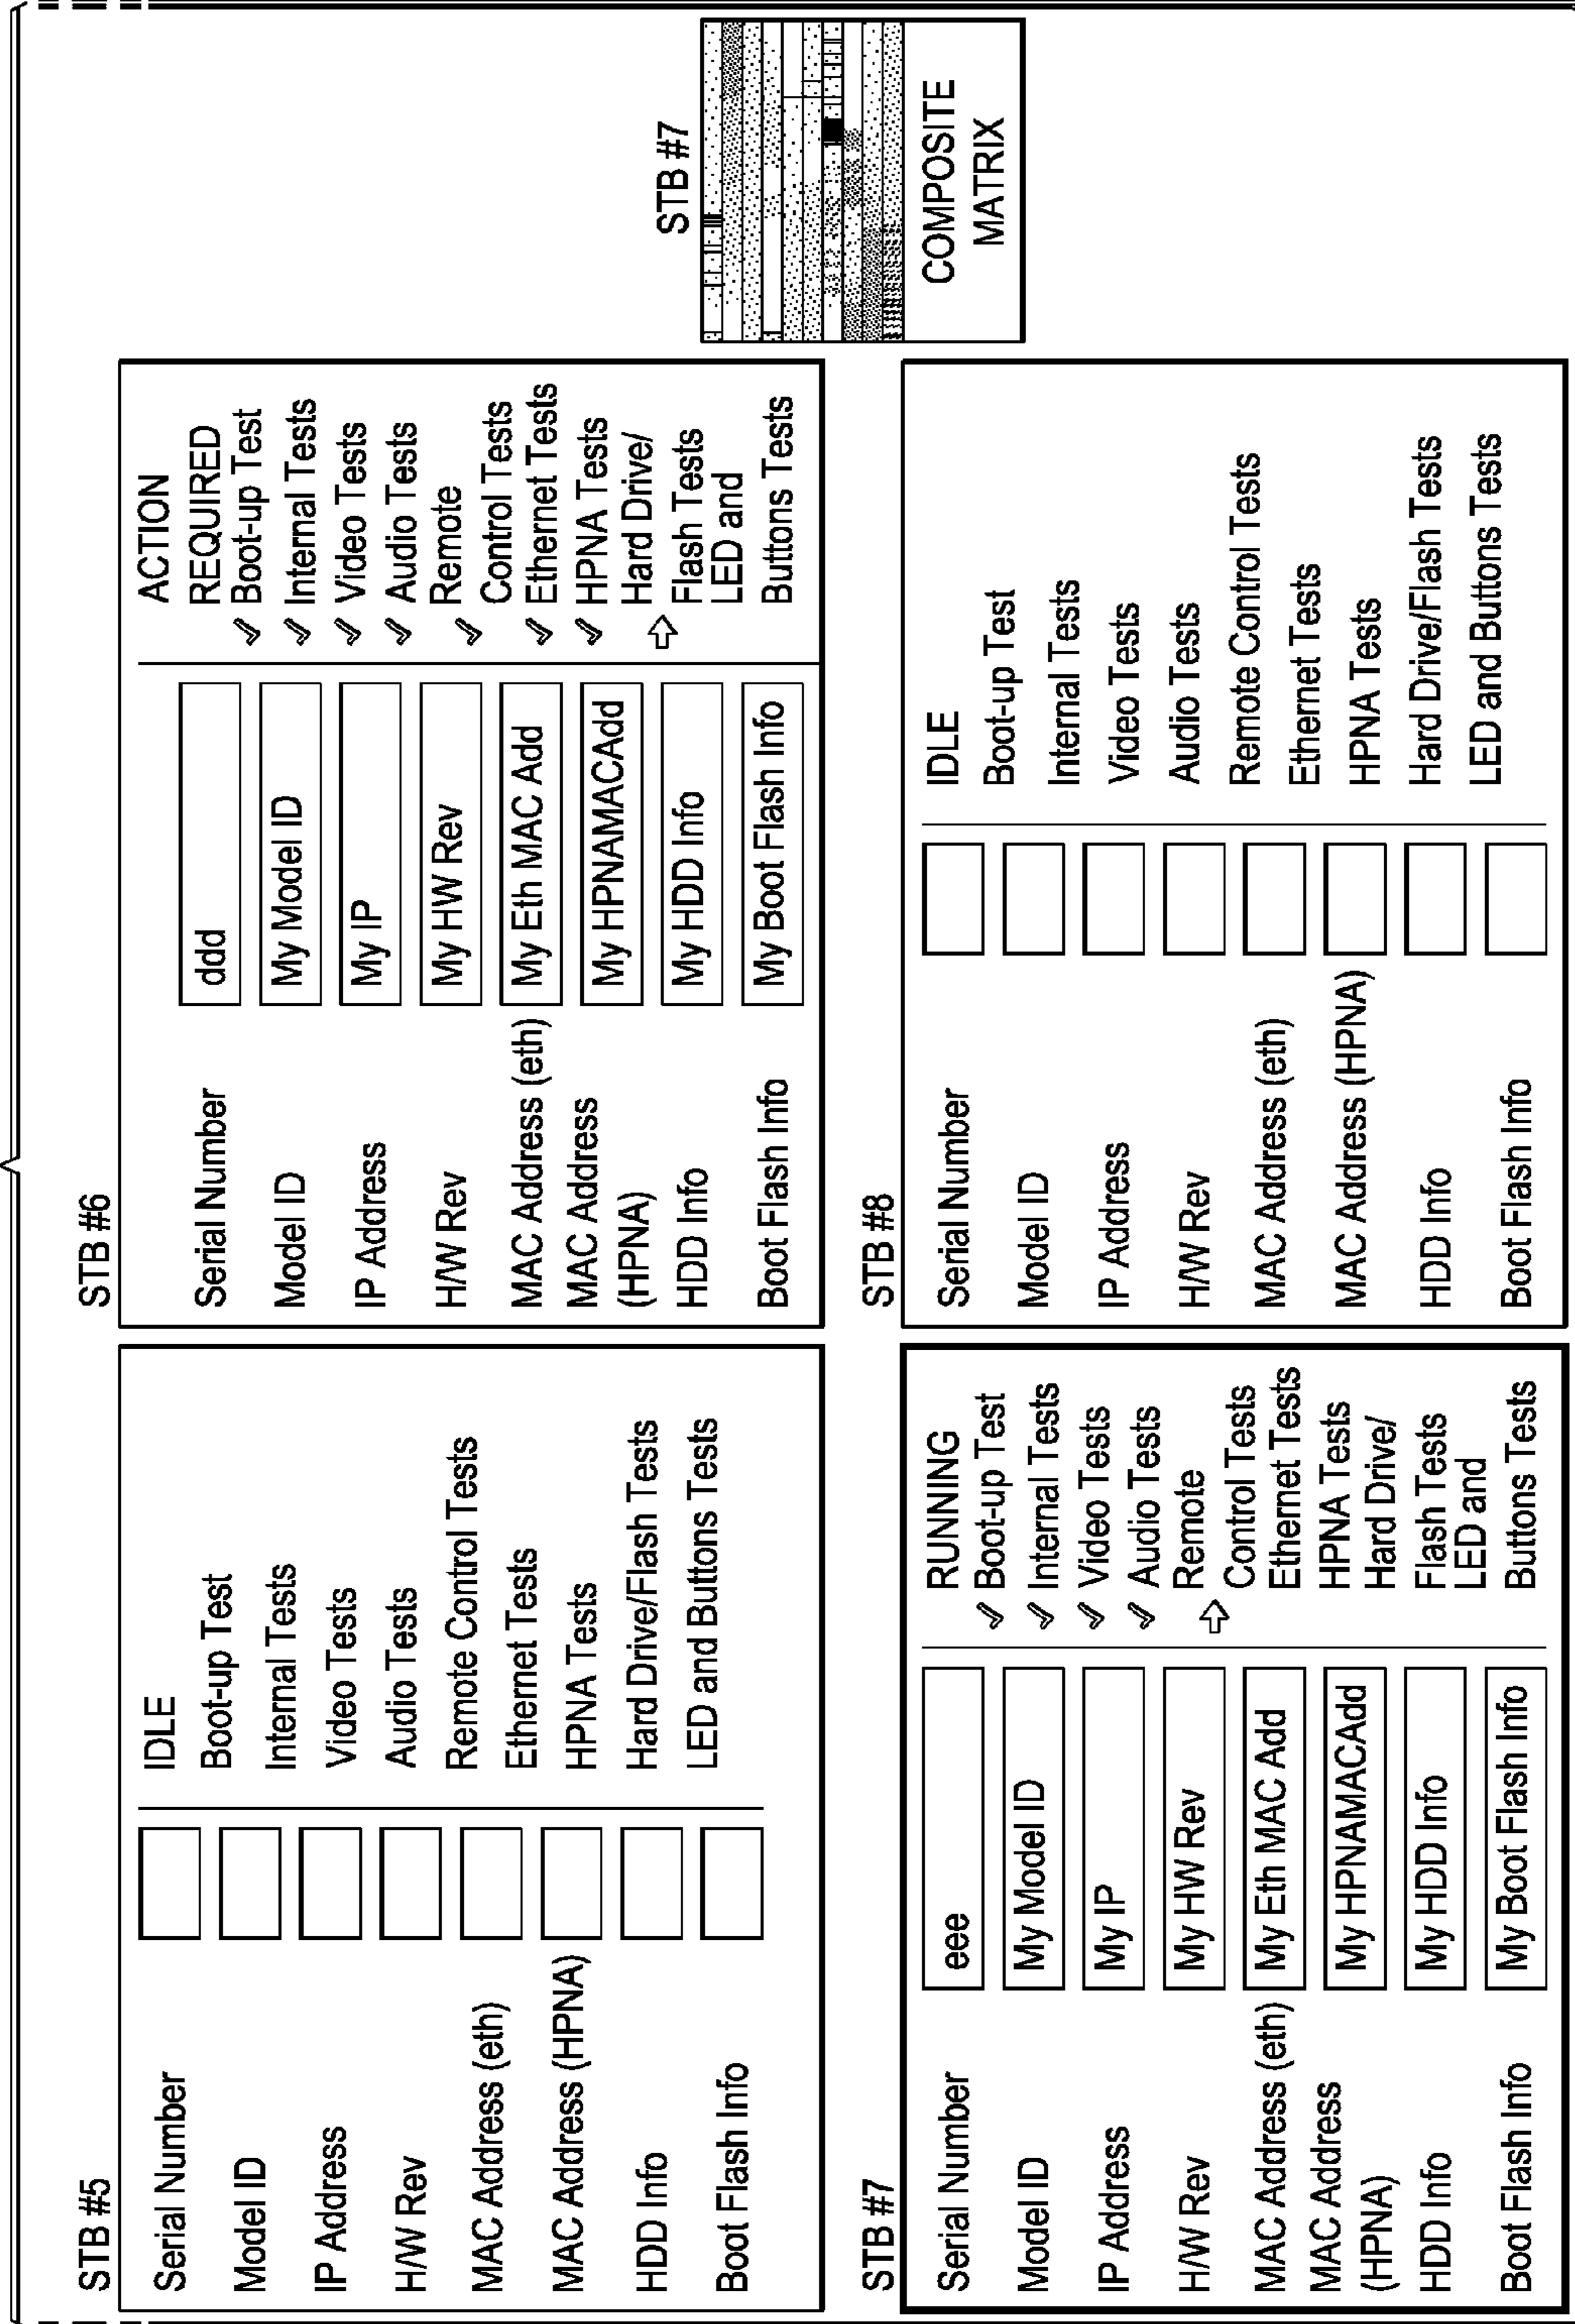 STB #5
Serial Number
Model ID
IP Address
H/W Rev
MAC Address (eth)
MAC Address (HPNA)
HDD Info
Boot Flash Info
IDLE
Boot-up Test
Internal Tests
Video Tests
Audio Tests
Remote Control Tests
Ethernet Tests
HPNA Tests
Hard Drive/Flash Tests
LED and Buttons Tests
STB #6
Serial Number
ddd
Model ID
My Model ID
IP Address
My IP
H/W Rev
My HW Rev
MAC Address (eth)
My Eth MAC Add
MAC Address
(HPNA)
My HPNAMACAdd
HDD Info
My HDD Info
Boot Flash Info
My Boot Flash Info
ACTION
REQUIRED
Boot-up Test
Internal Tests
Video Tests
Audio Tests
Remote
Control Tests
Ethernet Tests
HPNA Tests
Hard Drive/
Flash Tests
LED and
Buttons Tests
STB #7
Serial Number
eee
Model ID
My Model ID
IP Address
My IP
H/W Rev
My HW Rev
MAC Address (eth)
My Eth MAC Add
MAC Address
(HPNA)
My HPNAMACAdd
HDD Info
My HDD Info
Boot Flash Info
My Boot Flash Info
RUNNING
Boot-up Test
Internal Tests
Video Tests
Audio Tests
Remote
Control Tests
Ethernet Tests
HPNA Tests
Hard Drive/
Flash Tests
LED and
Buttons Tests
STB #8
Serial Number
Model ID
IP Address
H/W Rev
MAC Address (eth)
MAC Address (HPNA)
HDD Info
Boot Flash Info
IDLE
Boot-up Test
Internal Tests
Video Tests
Audio Tests
Remote Control Tests
Ethernet Tests
HPNA Tests
Hard Drive/Flash Tests
LED and Buttons Tests
STB #7
COMPOSITE
MATRIX